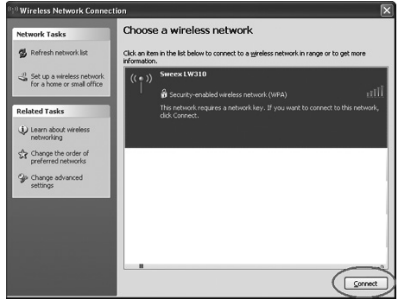 Wireless Network Connection
Network Tasks
Refresh network list
Set up a wireless network
for a home or small office
Related Tasks
Learn about wireless
networking
Change the order of
preferred networks
Change advanced
settings
Choose a wireless network
Click an item in the list below to connect to a wireless network in range or to get more
information.
Sweex LW310
Security-enabled wireless network (WPA)
This network requires a network key. If you want to connect to this network,
click Connect.
Connect